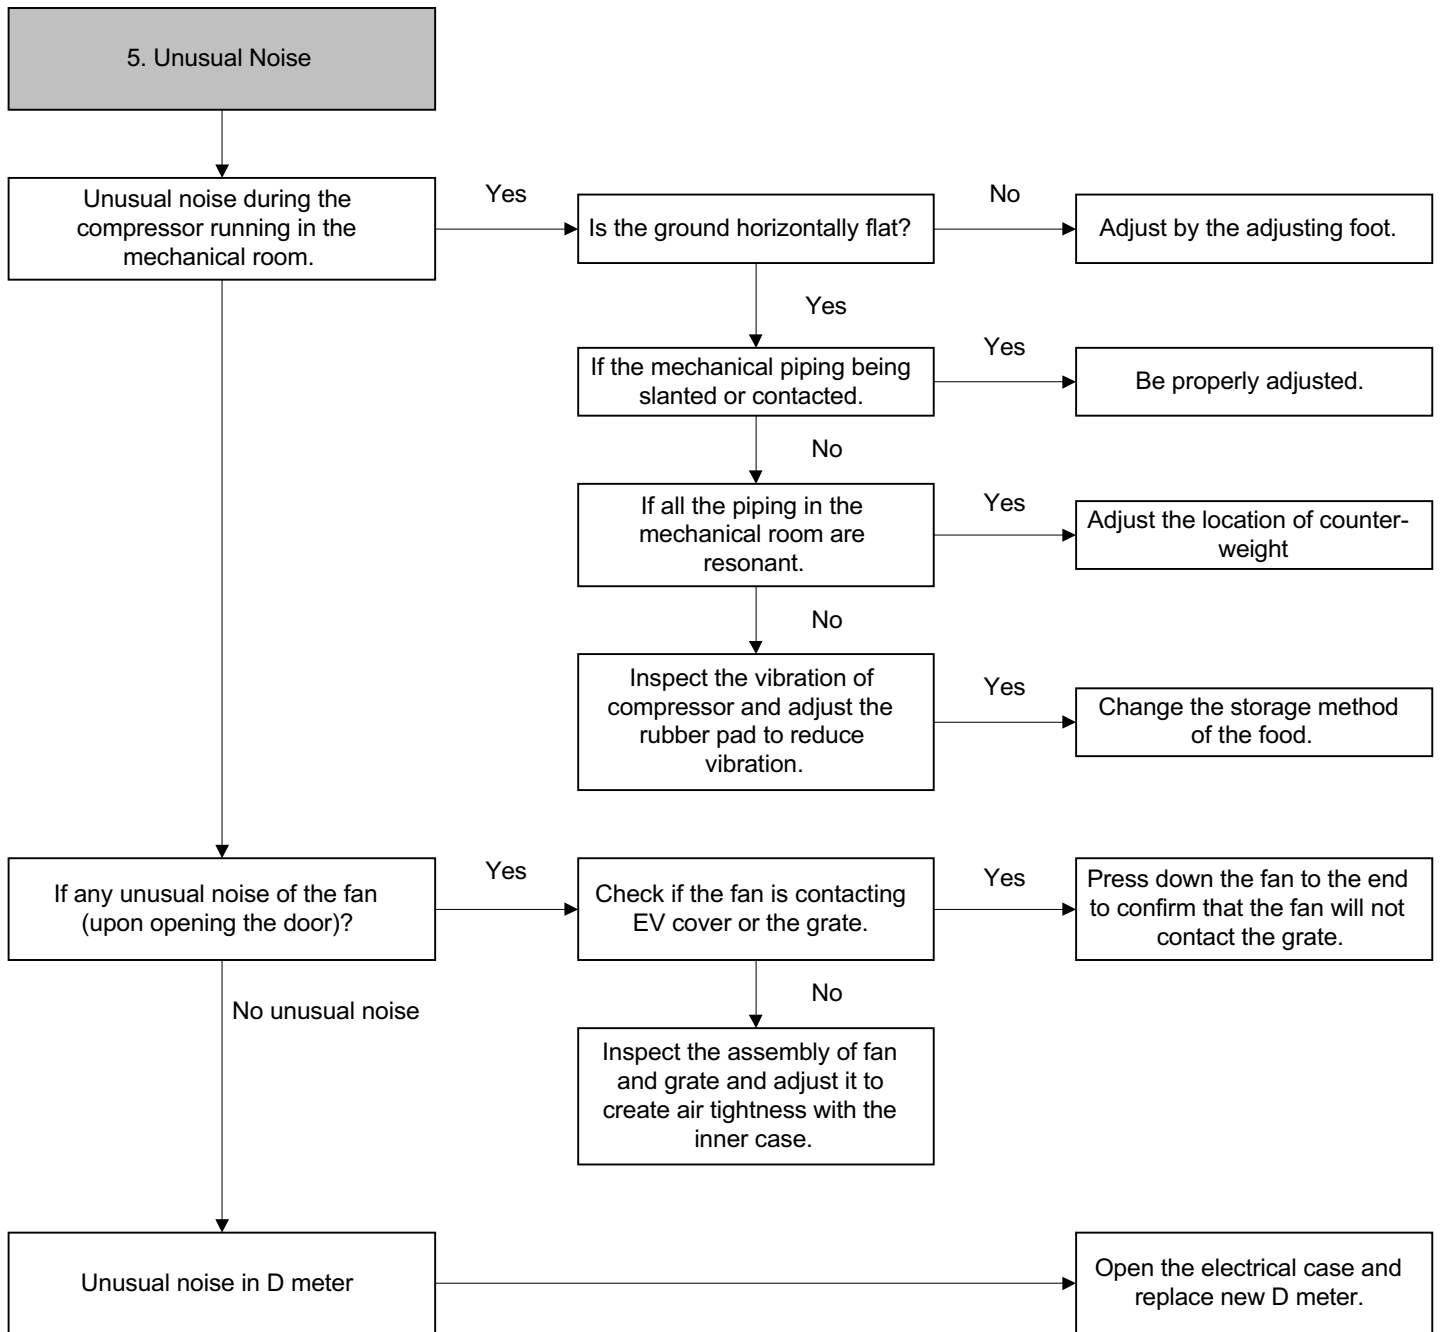 5. Unusual Noise
Unusual noise during the
compressor running in the
mechanical room.
Yes
Is the ground horizontally flat?
No
Adjust by the adjusting foot.
Yes
If the mechanical piping being
slanted or contacted.
Yes
Be properly adjusted.
No
If all the piping in the
mechanical room are
resonant.
Yes
Adjust the location of counter-
weight
No
Inspect the vibration of
compressor and adjust the
rubber pad to reduce
vibration.
Yes
Change the storage method
of the food.
If any unusual noise of the fan
(upon opening the door)?
Yes
Check if the fan is contacting
EV cover or the grate.
Yes
Press down the fan to the end
to confirm that the fan will not
contact the grate.
No unusual noise
No
Inspect the assembly of fan
and grate and adjust it to
create air tightness with the
inner case.
Unusual noise in D meter
Open the electrical case and
replace new D meter.